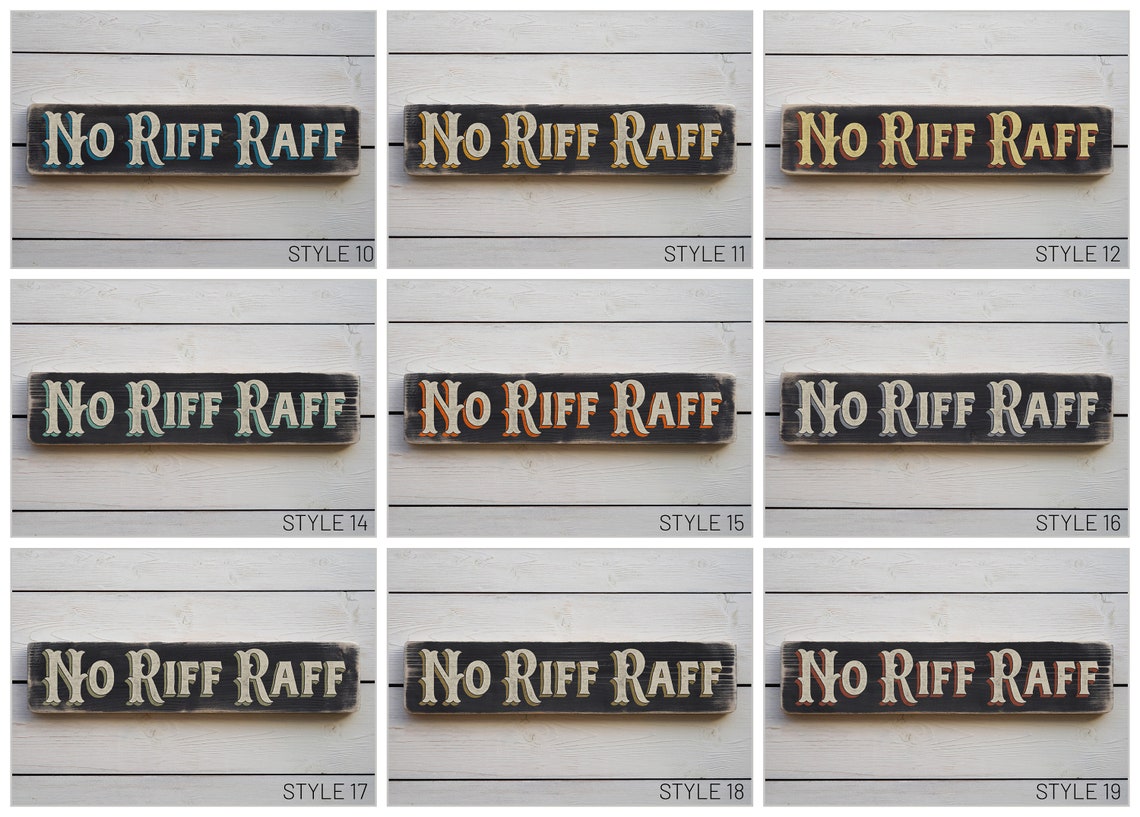 No Riff Raff
STYLE 10
No Riff Raff
STYLE 11
No Riff Raff
STYLE 12
No Riff Raff
STYLE 14
No Riff Raff
STYLE 15
No Riff Raff
STYLE 16
No Riff Raff
STYLE 17
No Riff Raff
STYLE 18
No Riff Raff
STYLE 19